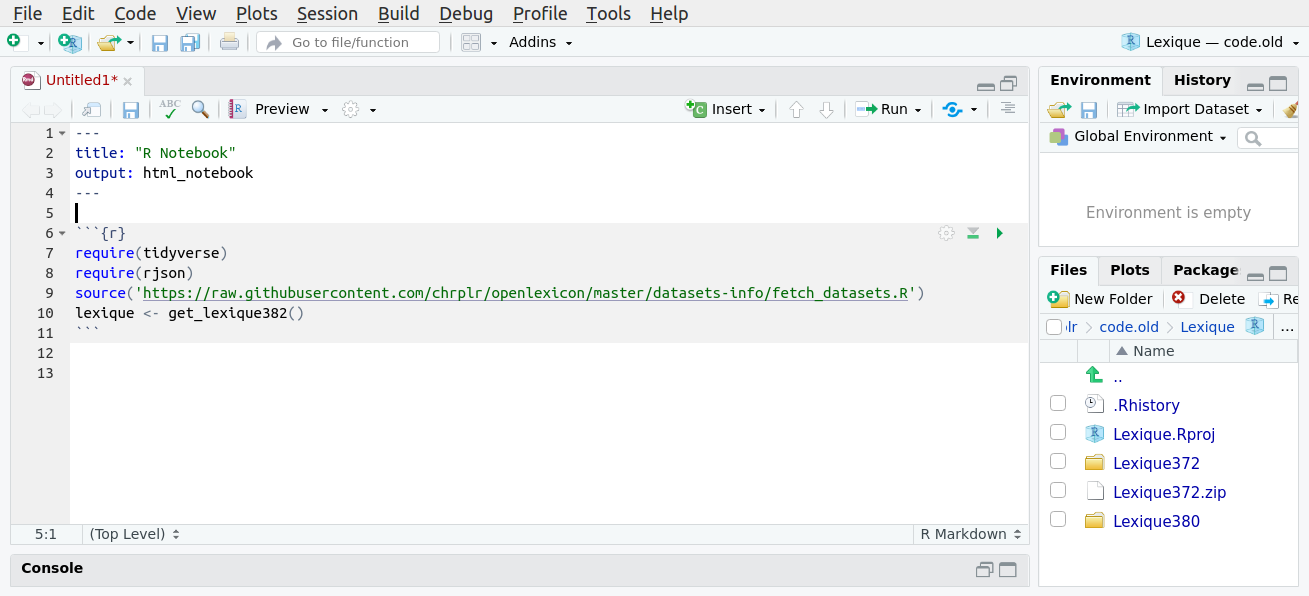 File Edit Code View Plots Session Build Debug Profile Tools Help
Go to file/function Addins Lexique — code.old
Untitled1*
ABC Preview Insert Run
1 ---
2 title: "R Notebook"
3 output: html_notebook
4 ---
5
6 ```{r}
7 require(tidyverse)
8 require(rjson)
9 source('https://raw.githubusercontent.com/chrplr/openlexicon/master/datasets-info/fetch_datasets.R')
10 lexique <- get_lexique382()
11 ```
12
13
5:1 (Top Level) R Markdown
Console
Environment History
Import Dataset
Global Environment
Environment is empty
Files Plots Package
New Folder Delete Re
lr code.old Lexique ...
Name
..
.Rhistory
Lexique.Rproj
Lexique372
Lexique372.zip
Lexique380